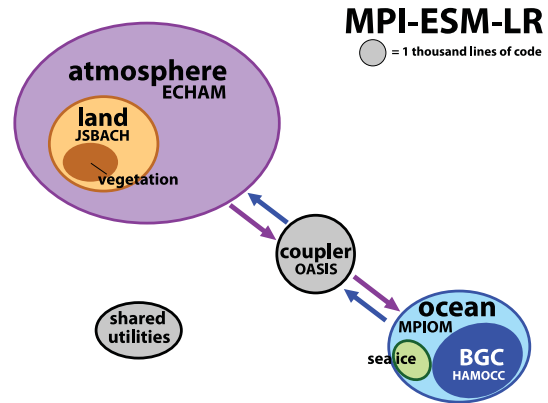 MPI-ESM-LR
= 1 thousand lines of code
atmosphere
ECHAM
land
JSBACH
vegetation
coupler
OASIS
shared
utilities
ocean
MPIOM
sea ice
BGC
HAMOCC